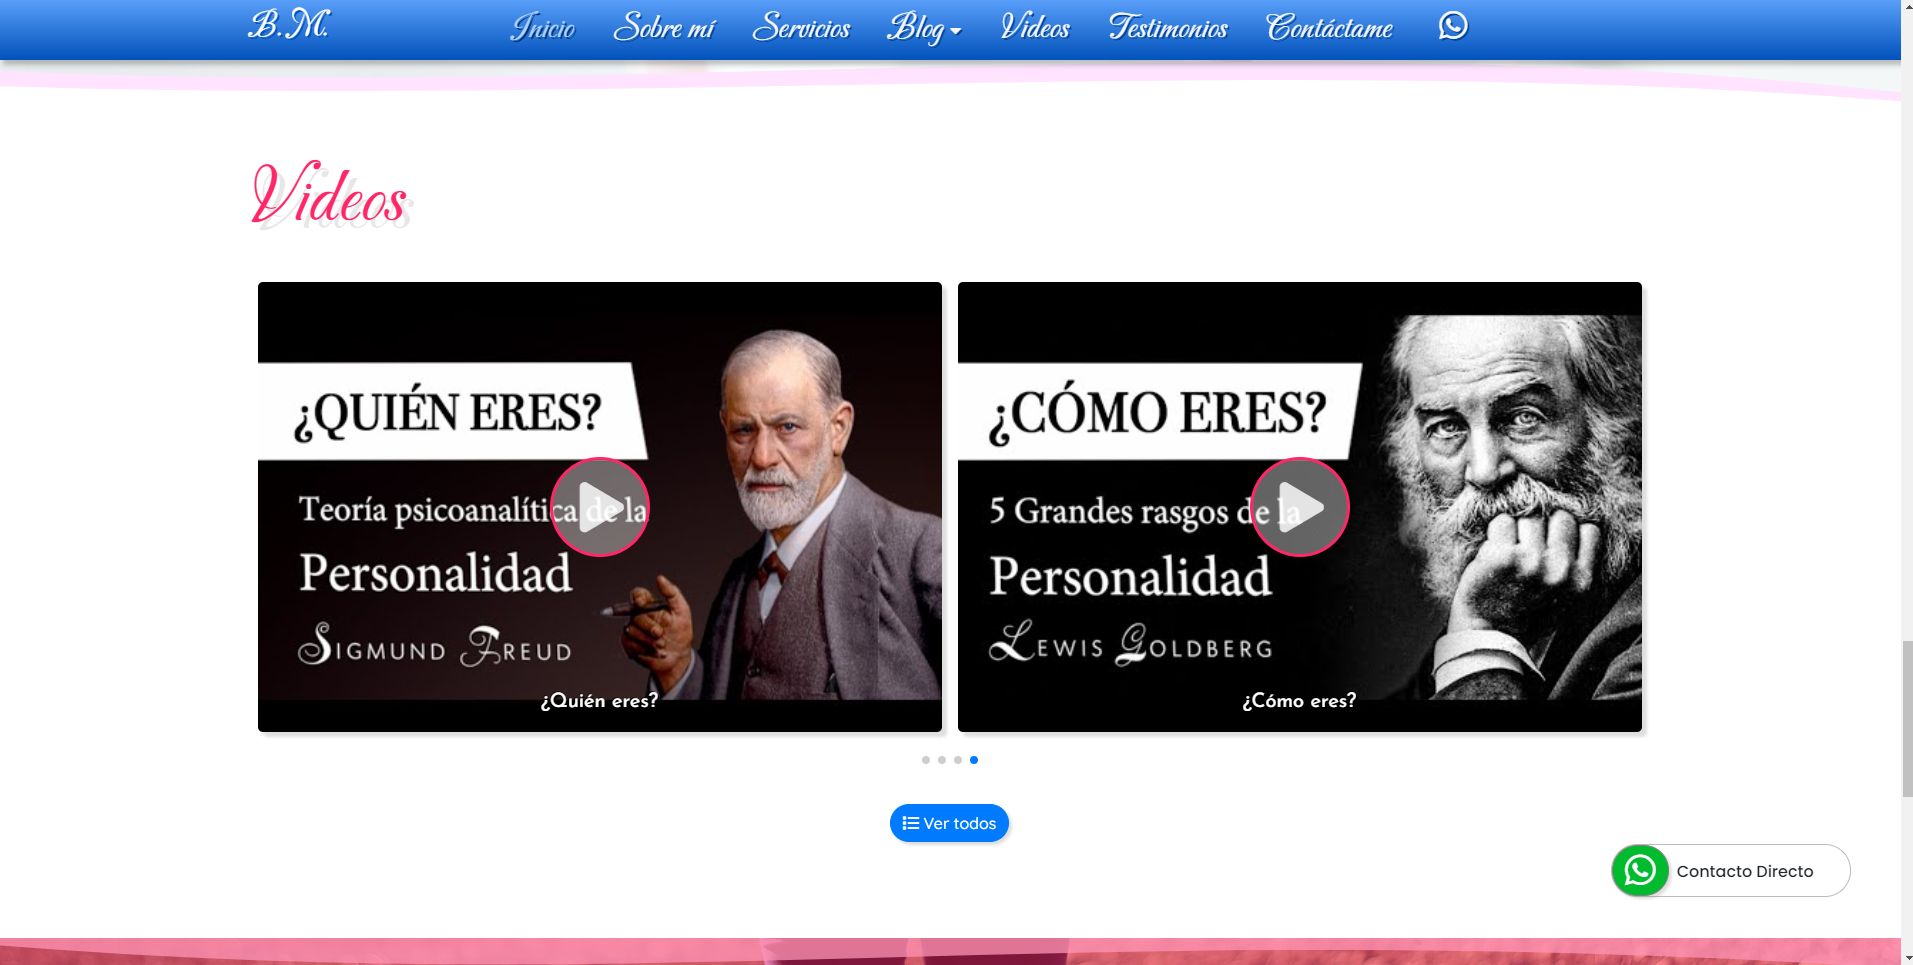 B.M.
Inicio
Sobre mí
Servicios
Blog
Videos
Testimonios
Contáctame
Videos
¿QUIÉN ERES?
Teoría psicoanalítica de la
Personalidad
SIGMUND FREUD
¿Quién eres?
¿CÓMO ERES?
5 Grandes rasgos de la
Personalidad
LEWIS GOLDBERG
¿Cómo eres?
Ver todos
Contacto Directo